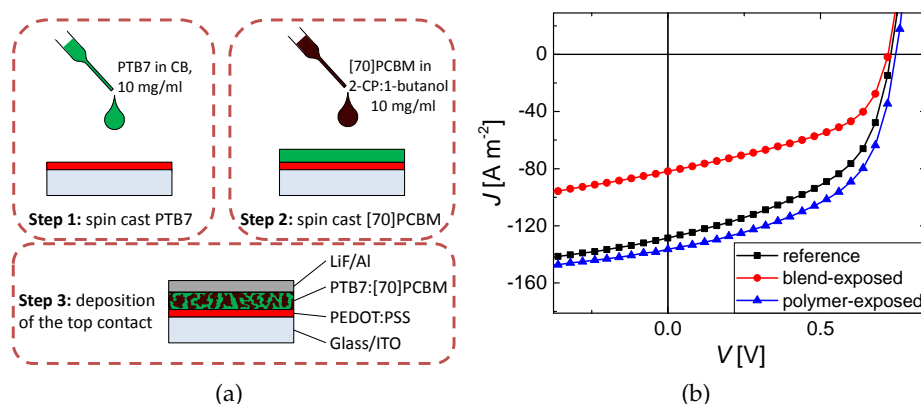 PTB7 in CB,
10 mg/ml
Step 1: spin cast PTB7
[70]PCBM in
2-CP:1-butanol
10 mg/ml
Step 2: spin cast [70]PCBM
Step 3: deposition
of the top contact
LiF/Al
PTB7:[70]PCBM
PEDOT:PSS
Glass/ITO
(a)
J [A m-2]
0
-40
-80
-120
-160
0.0
0.5
V [V]
reference
blend-exposed
polymer-exposed
(b)